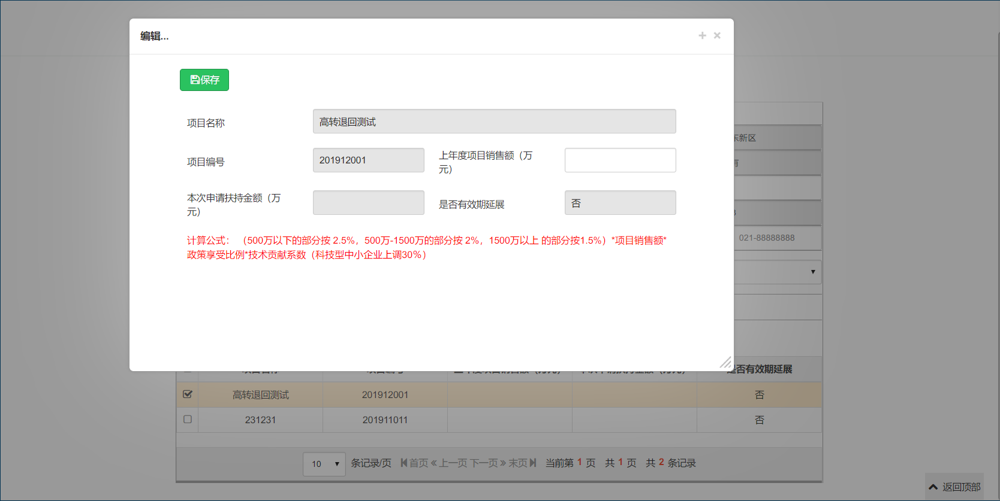 编辑...
保存
项目名称
高转退回测试
项目编号
201912001
上年度项目销售额（万
元）
本次申请扶持金额（万
元）
是否有效期延展
否
计算公式： （500万以下的部分按 2.5%，500万-1500万的部分按 2%，1500万以上 的部分按1.5%）*项目销售额*
政策享受比例*技术贡献系数（科技型中小企业上调30%）
东新区
021-88888888
是否有效期延展
高转退回测试 201912001 否
231231 201911011 否
10 条记录/页 首页 上一页 下一页 末页 当前第 1 页 共 1 页 共 2 条记录
返回顶部